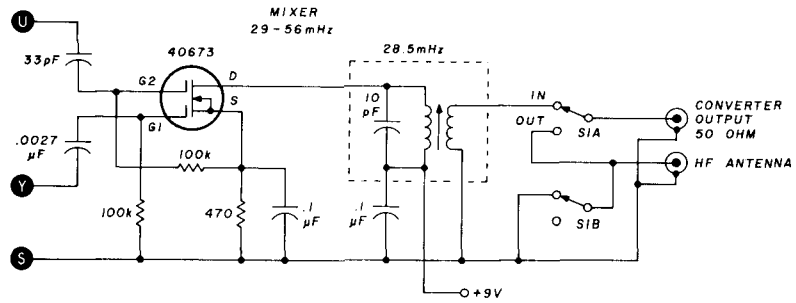 U
MIXER
29-56mHz
33pF
40673
28.5mHz
G2
D
S
G1
10
pF
IN
OUT
S1A
CONVERTER
OUTPUT
50 OHM
.0027
μF
HF ANTENNA
Y
100k
100k
470
.1
μF
.1
μF
S1B
S
+9V